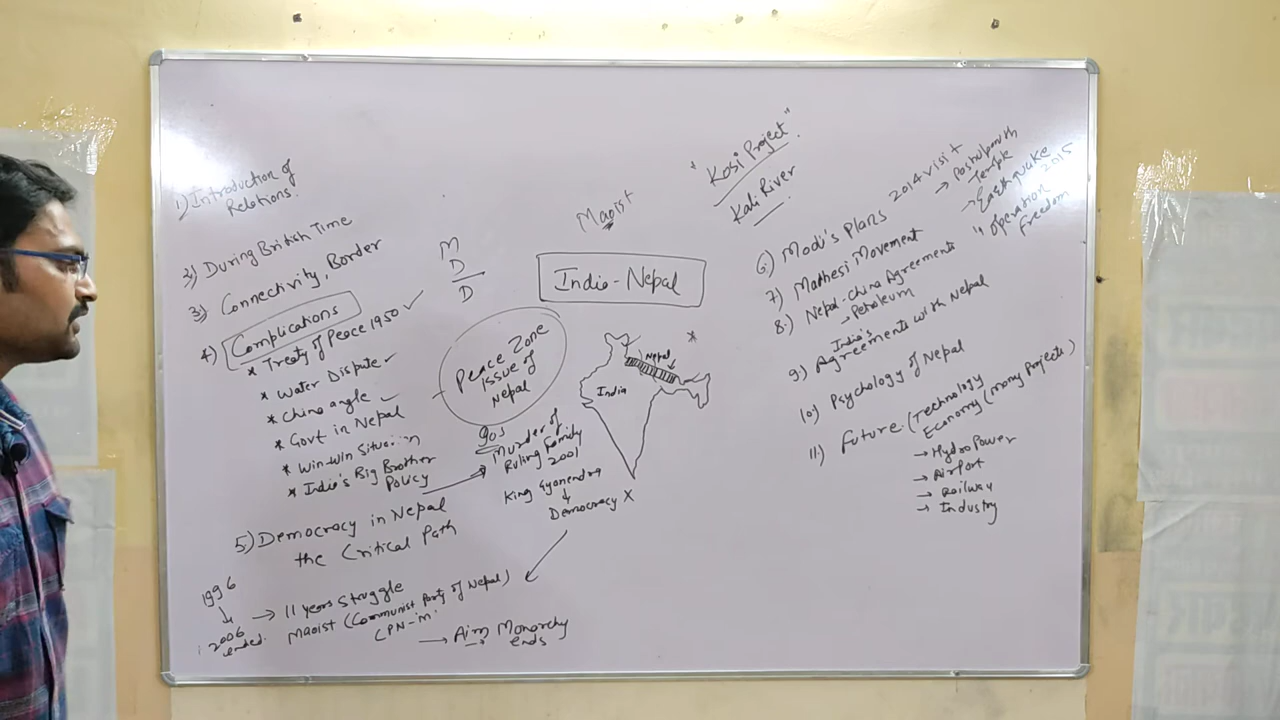 1) Introduction of
Relations.
2) During British Time
3) Connectivity, Border
4) Complications
* Treaty of Peace 1950 ✓
* Water Dispute ✓
* China angle ✓
* Govt in Nepal
* Win-Win
* India's Big Brother
Policy
5) Democracy in Nepal
the Critical Path
1996
↓
2006
ended.
→ 11 years struggle
Maoist (Communist Party of Nepal)
CPN-M
→ Aim Monarchy
→ ends
M
D
D
Maoist
India-Nepal
Peace Zone
Issue of
Nepal
Nepal
India
*
90s
Murder of
Ruling Family
2001
King Gyanendra
↓
Democracy X
"Kosi Project"
Kali River
6.) Modi's Plans 2014 visit
→ Pashupatinath
Temple
→ Earthquake 2015
"Operation
Freedom
7) Madhesi Movement
8.) Nepal-China Agreements
→ Petroleum
9) India's Agreements with Nepal
10) Psychology of Nepal
11.) Future. (Technology
Economy (many Projects)
→ HydroPower
→ Airport
→ Railway
→ Industry